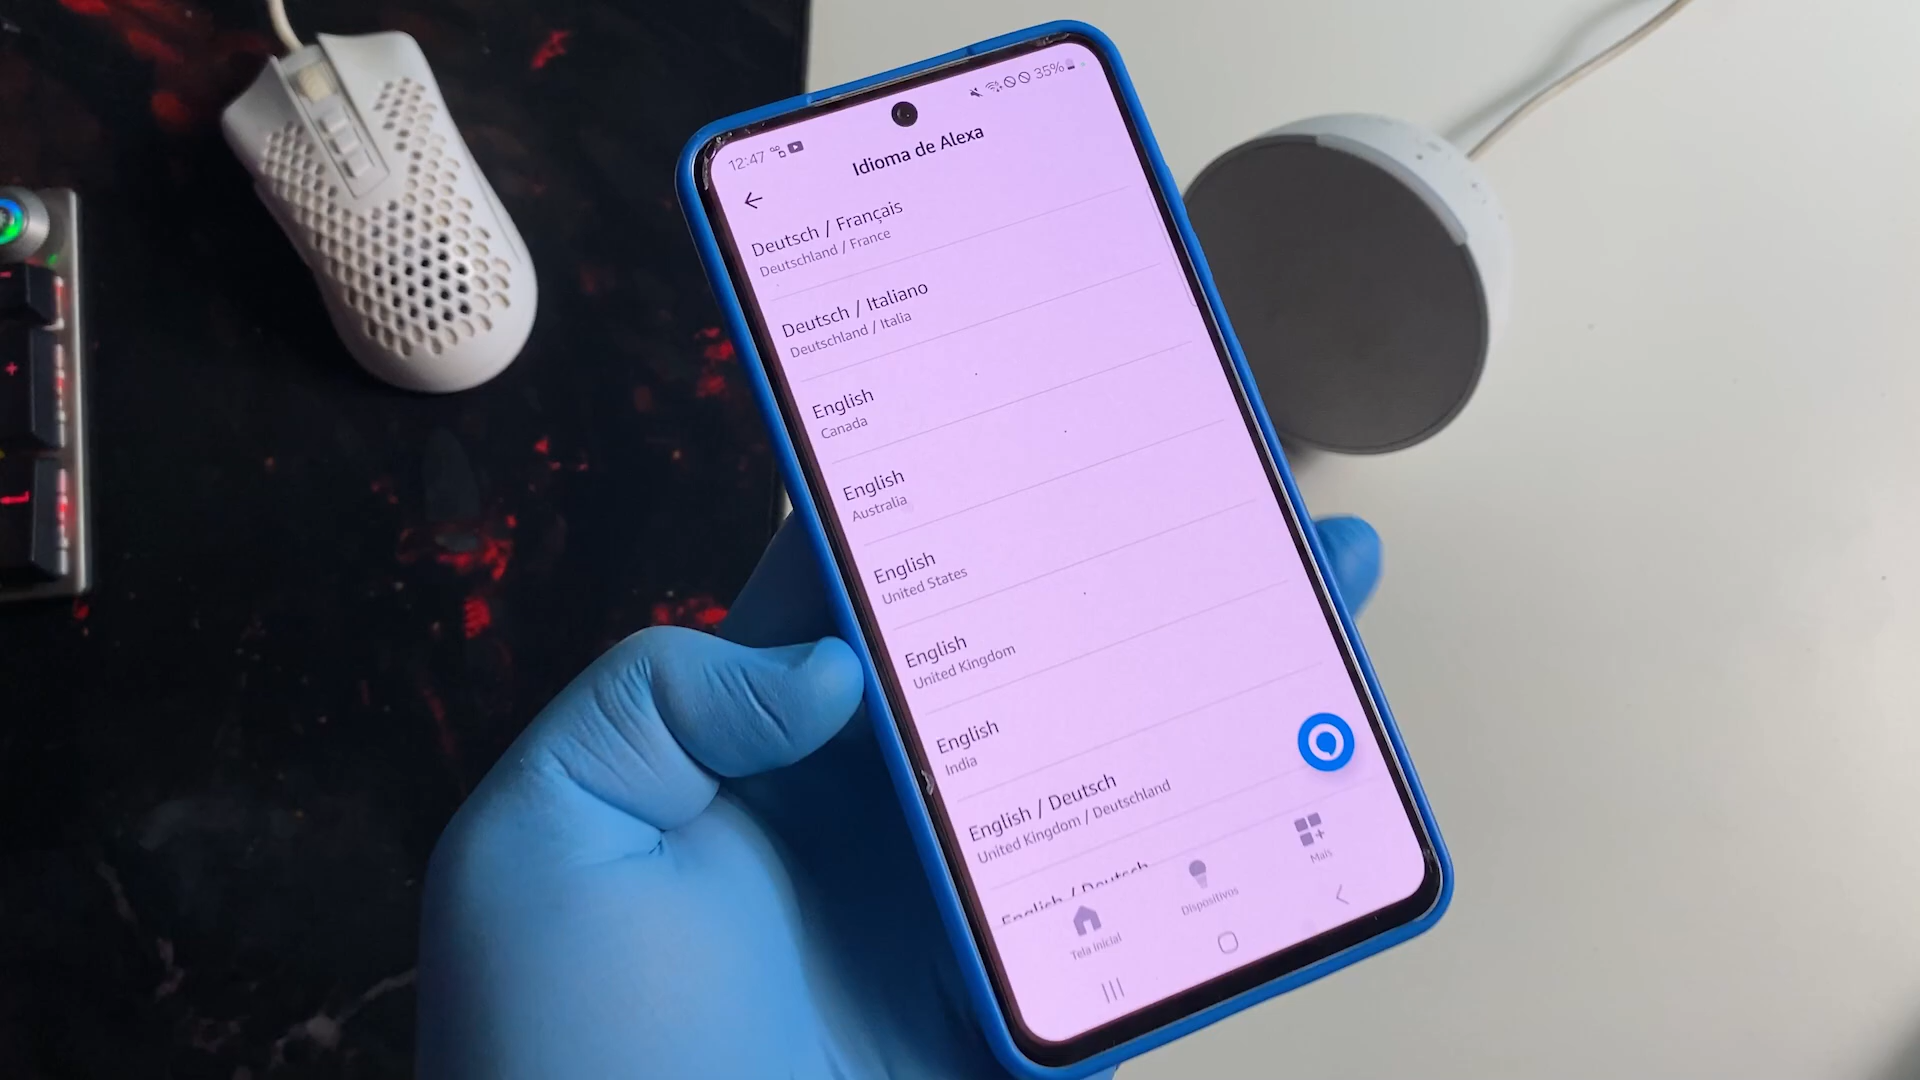 12:47
35%
Idioma de Alexa
Deutsch / Français
Deutschland / France
Deutsch / Italiano
Deutschland / Italia
English
Canada
English
Australia
English
United States
English
United Kingdom
English
India
English / Deutsch
United Kingdom / Deutschland
English / Deutsch
Tela inicial
Dispositivos
Mais